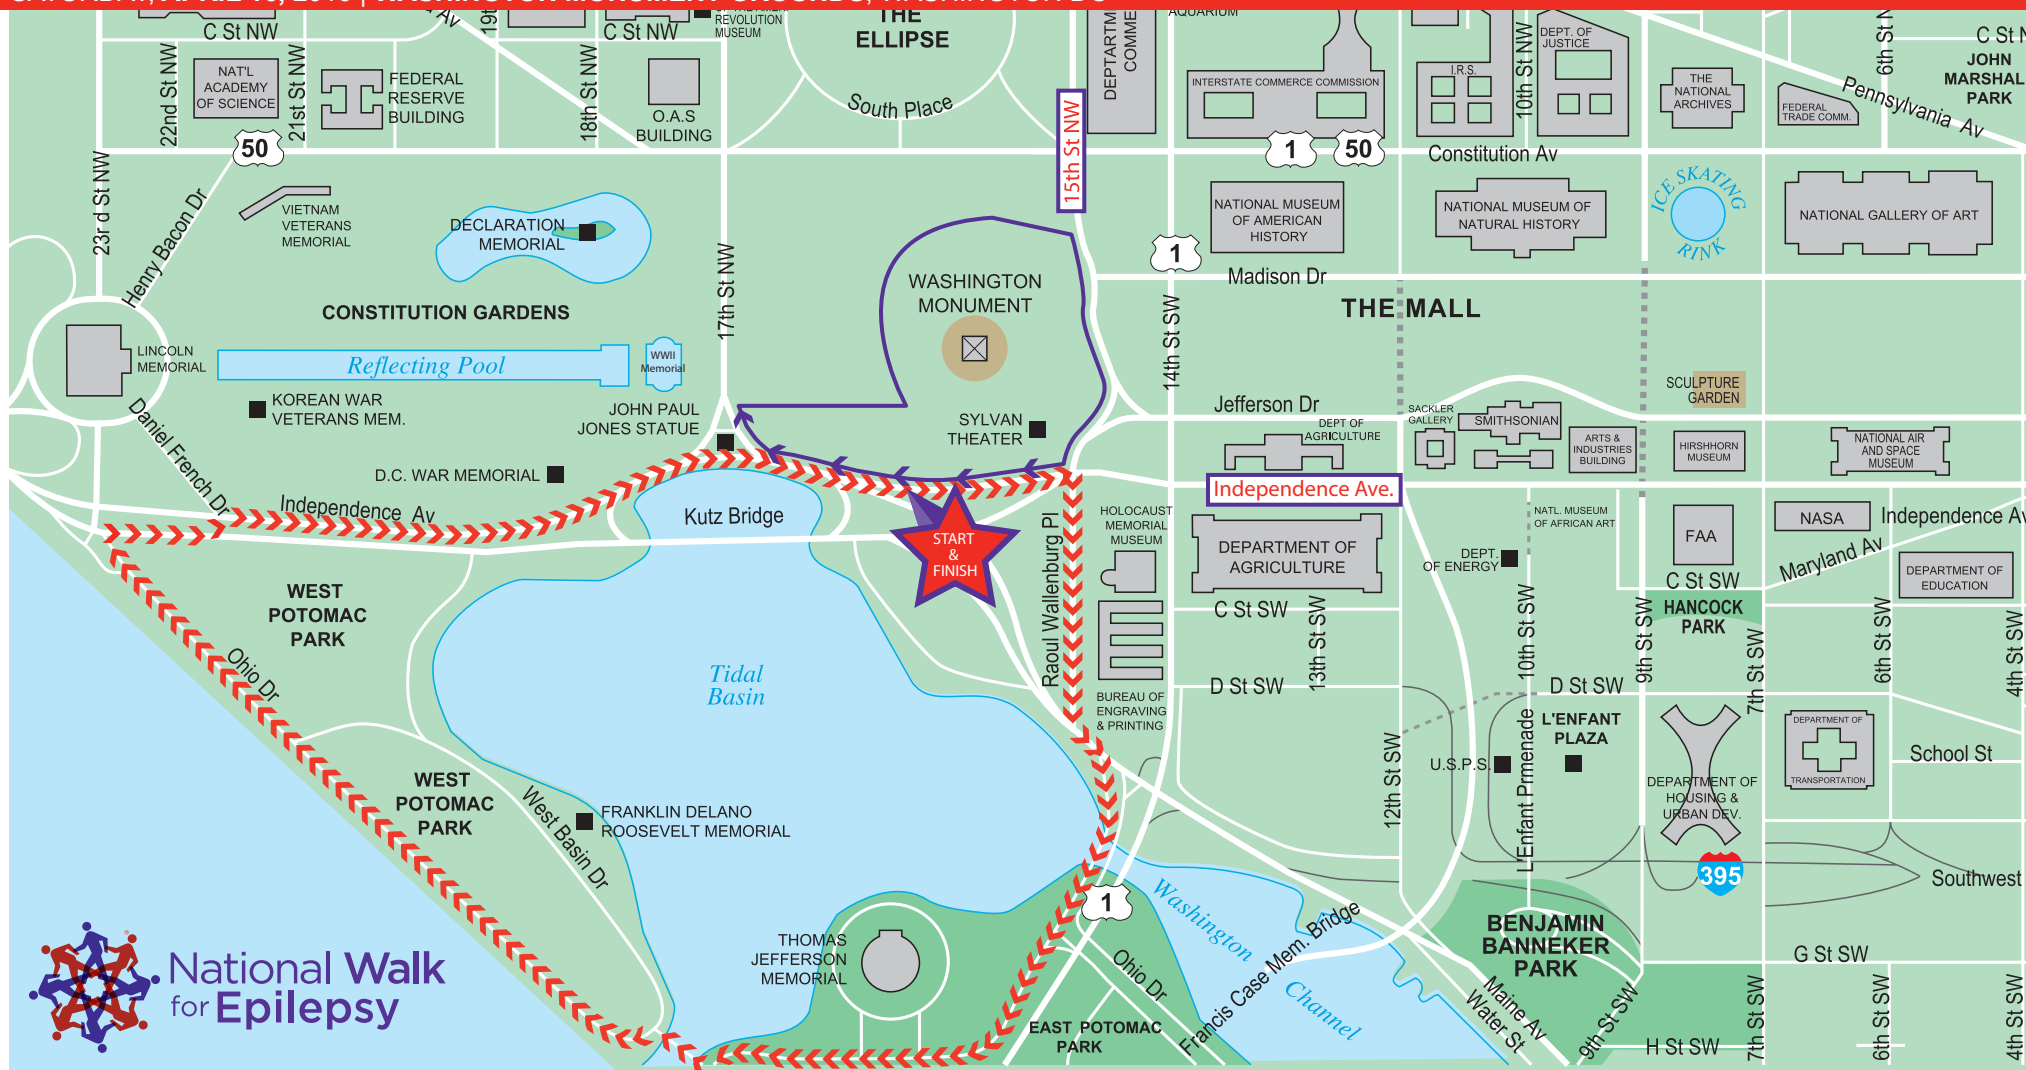 C St NW
C St NW
REVOLUTION
MUSEUM
THE
ELLIPSE
South Place
AQUARIUM
INTERSTATE COMMERCE COMMISSION
I.R.S.
10th St NW
DEPT. OF
JUSTICE
THE
NATIONAL
ARCHIVES
FEDERAL
TRADE COMM.
Pennsylvania Av
JOHN
PARK
22nd St NW
NAT'L
ACADEMY
OF SCIENCE
21st St NW
FEDERAL
RESERVE
BUILDING
18th St NW
O.A.S
BUILDING
50
15th St NW
1
50
Constitution Av
23r d St NW
Henry Bacon Dr
VIETNAM
VETERANS
MEMORIAL
DECLARATION
MEMORIAL
17th St NW
CONSTITUTION GARDENS
WASHINGTON
MONUMENT
1
NATIONAL MUSEUM
OF AMERICAN
HISTORY
NATIONAL MUSEUM OF
NATURAL HISTORY
ICE SKATING
RINK
NATIONAL GALLERY OF ART
Madison Dr
THE MALL
14th St SW
LINCOLN
MEMORIAL
Reflecting Pool
WWII
Memorial
KOREAN WAR
VETERANS MEM.
JOHN PAUL
JONES STATUE
SYLVAN
THEATER
Jefferson Dr
DEPT OF
AGRICULTURE
SACKLER
GALLERY
SMITHSONIAN
ARTS &
INDUSTRIES
BUILDING
SCULPTURE
GARDEN
HIRSHHORN
MUSEUM
NATIONAL AIR
AND SPACE
MUSEUM
Daniel French Dr
D.C. WAR MEMORIAL
Independence Av
Kutz Bridge
START
&
FINISH
Raoul Wallenburg Pl
Independence Ave.
HOLOCAUST
MEMORIAL
MUSEUM
DEPARTMENT OF
AGRICULTURE
NATL. MUSEUM
OF AFRICAN ART
DEPT.
OF ENERGY
FAA
NASA
Independence Av
Maryland Av
DEPARTMENT OF
EDUCATION
C St SW
C St SW
HANCOCK
PARK
13th St SW
10th St SW
9th St SW
7th St SW
6th St SW
4th St SW
WEST
POTOMAC
PARK
Ohio Dr
Tidal
Basin
BUREAU OF
ENGRAVING
& PRINTING
D St SW
D St SW
L'ENFANT
PLAZA
U.S.P.S.
12th St SW
L'Enfant Prmenade
DEPARTMENT OF
HOUSING &
URBAN DEV.
DEPARTMENT OF
TRANSPORTATION
School St
WEST
POTOMAC
PARK
West Basin Dr
FRANKLIN DELANO
ROOSEVELT MEMORIAL
395
Southwest
1
Washington
Channel
Francis Case Mem. Bridge
BENJAMIN
BANNEKER
PARK
G St SW
THOMAS
JEFFERSON
MEMORIAL
Ohio Dr
EAST POTOMAC
PARK
Maine Av
Water St
9th St SW
H St SW
7th St SW
6th St SW
4th St SW
National Walk
for Epilepsy